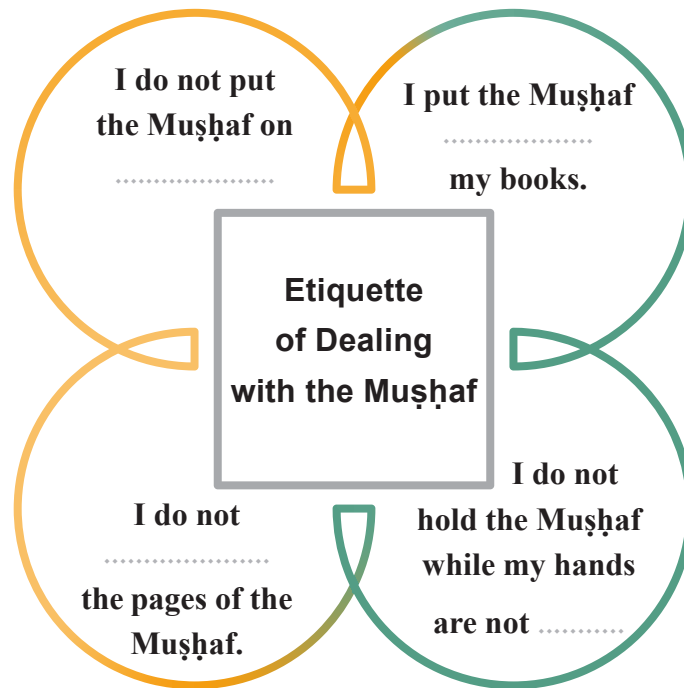 I do not put
the Muṣḥaf on
......................
I put the Muṣḥaf
......................
my books.
Etiquette
of Dealing
with the Muṣḥaf
I do not
......................
the pages of the
Muṣḥaf.
I do not
hold the Muṣḥaf
while my hands
are not ............